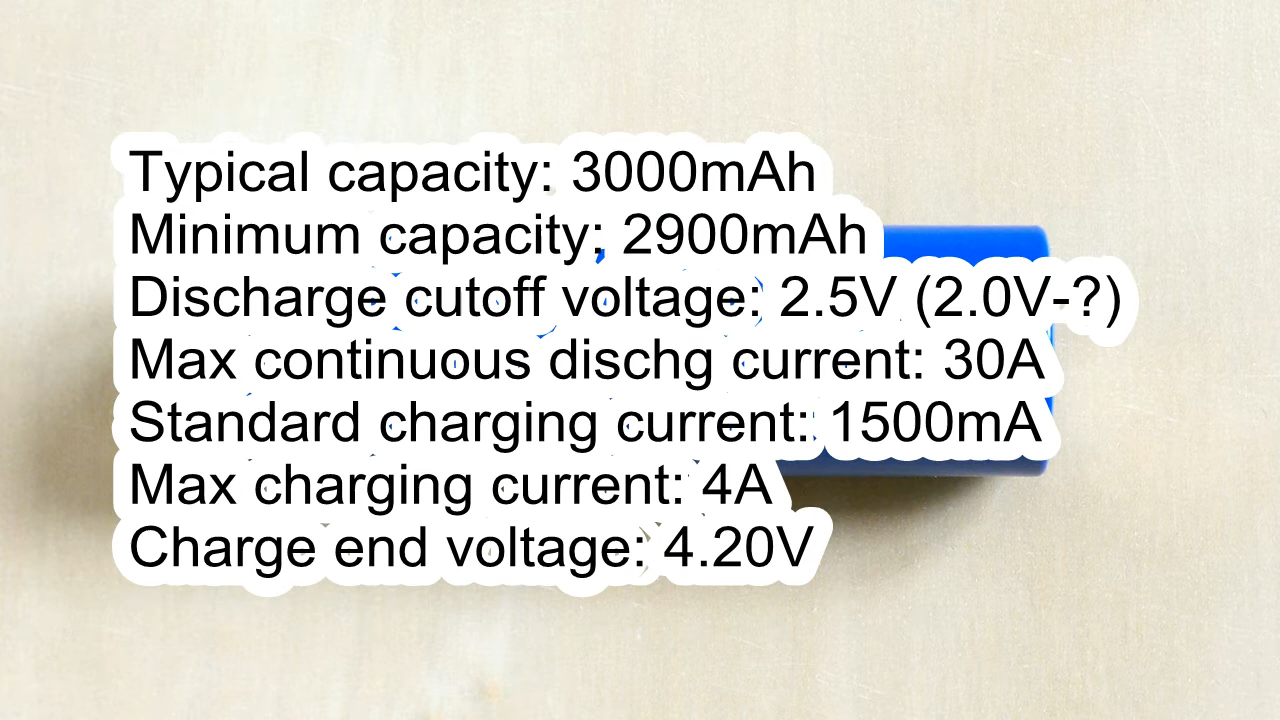 Typical capacity: 3000mAh
Minimum capacity; 2900mAh
Discharge cutoff voltage: 2.5V (2.0V-?)
Max continuous dischg current: 30A
Standard charging current: 1500mA
Max charging current: 4A
Charge end voltage: 4.20V